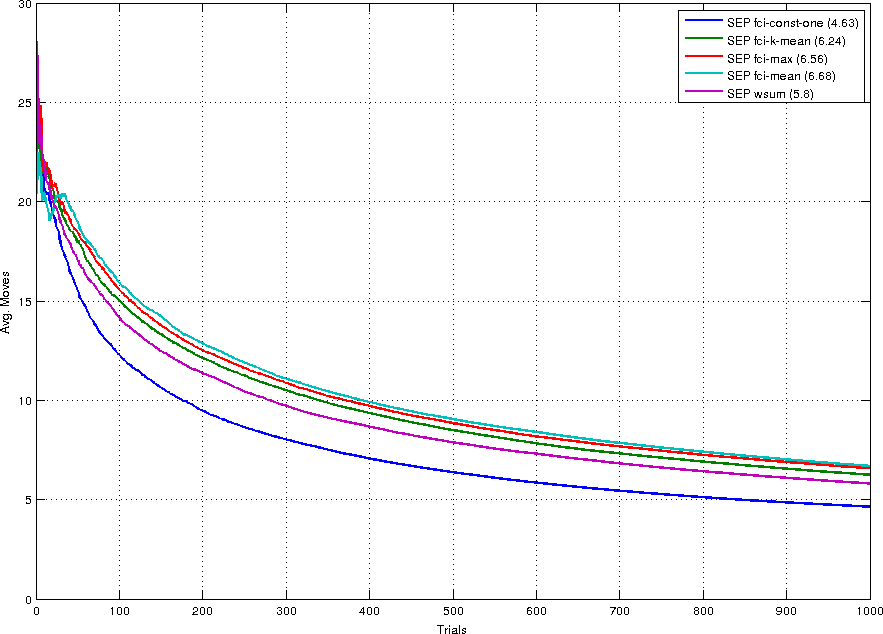 30
25
20
15
10
5
0
Avg. Moves
SEP fci-const-one (4.63)
SEP fci-k-mean (6.24)
SEP fci-max (6.56)
SEP fci-mean (6.68)
SEP wsum (5.8)
0 100 200 300 400 500 600 700 800 900 1000
Trials